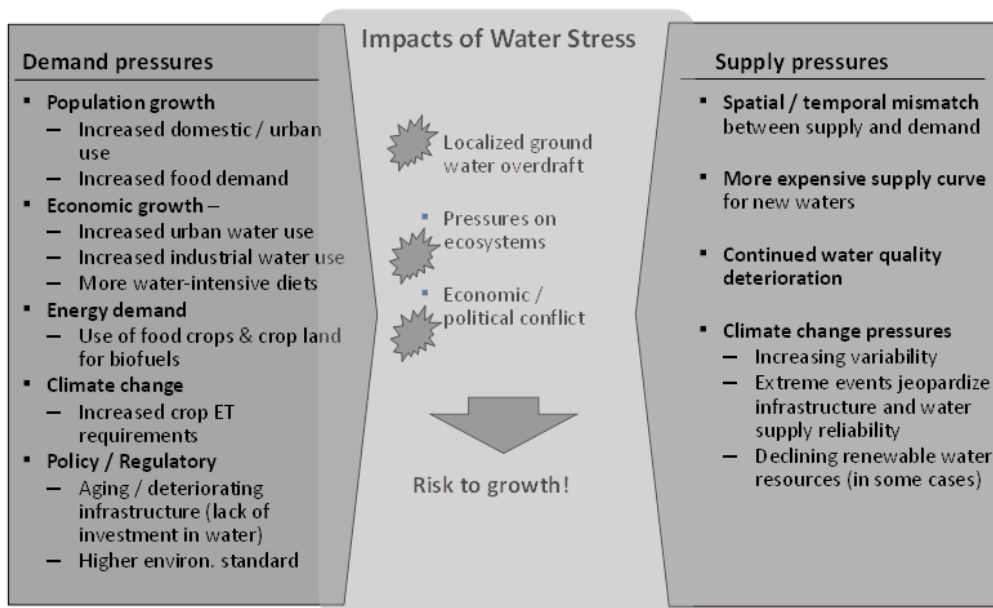 Impacts of Water Stress
Demand pressures
▪ Population growth
– Increased domestic / urban
use
– Increased food demand
▪ Economic growth –
– Increased urban water use
– Increased industrial water use
– More water-intensive diets
▪ Energy demand
– Use of food crops & crop land
for biofuels
▪ Climate change
– Increased crop ET
requirements
▪ Policy / Regulatory
– Aging / deteriorating
infrastructure (lack of
investment in water)
– Higher environ. standard
Localized ground
water overdraft
▪ Pressures on
ecosystems
▪ Economic /
political conflict
Risk to growth!
Supply pressures
▪ Spatial / temporal mismatch
between supply and demand
▪ More expensive supply curve
for new waters
▪ Continued water quality
deterioration
▪ Climate change pressures
– Increasing variability
– Extreme events jeopardize
infrastructure and water
supply reliability
– Declining renewable water
resources (in some cases)